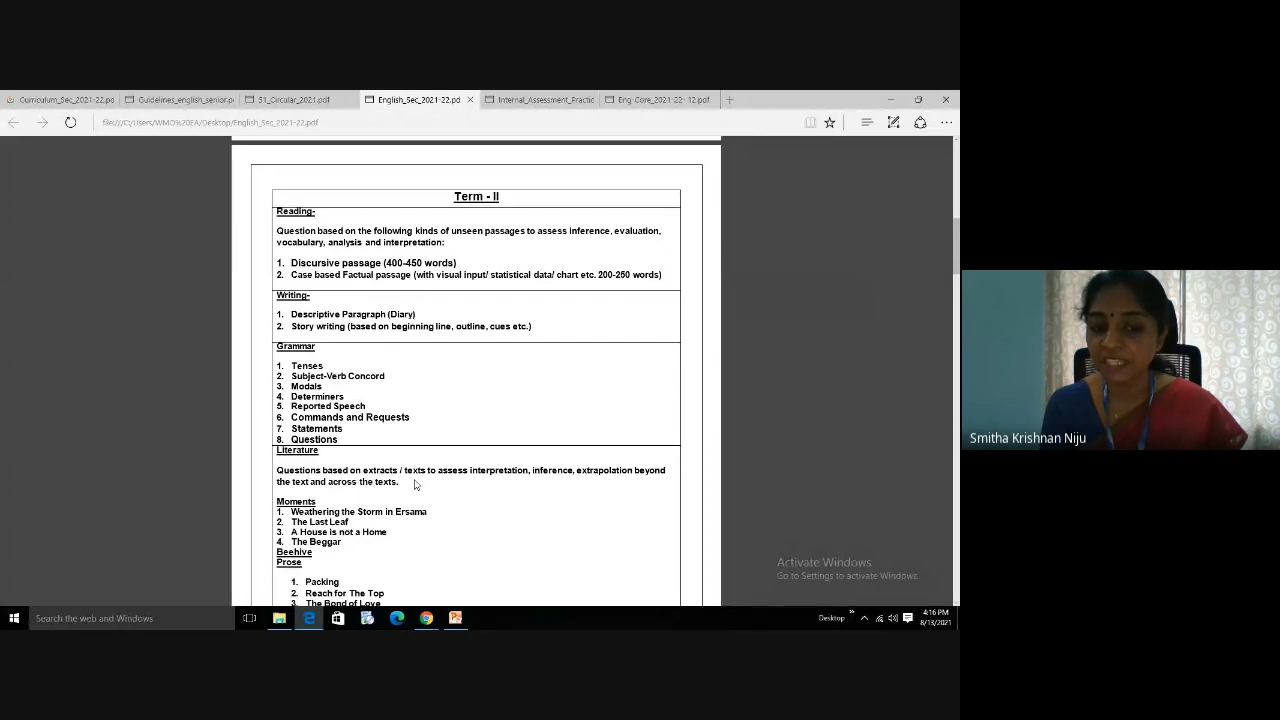 Curriculum_Sec_2021-22.pd
Guidelines_english_senior.p
51_Circular_2021.pdf
English_Sec_2021-22.pd
Internal_Assessment_Practic
Eng-Core_2021-22- 12.pdf
file:///C:/Users/WMO%20EA/Desktop/English_Sec_2021-22.pdf
Term - II
Reading-
Question based on the following kinds of unseen passages to assess inference, evaluation,
vocabulary, analysis and interpretation:
1. Discursive passage (400-450 words)
2. Case based Factual passage (with visual input/ statistical data/ chart etc. 200-250 words)
Writing-
1. Descriptive Paragraph (Diary)
2. Story writing (based on beginning line, outline, cues etc.)
Grammar
1. Tenses
2. Subject-Verb Concord
3. Modals
4. Determiners
5. Reported Speech
6. Commands and Requests
7. Statements
8. Questions
Literature
Questions based on extracts / texts to assess interpretation, inference, extrapolation beyond
the text and across the texts.
Moments
1. Weathering the Storm in Ersama
2. The Last Leaf
3. A House is not a Home
4. The Beggar
Beehive
Prose
1. Packing
2. Reach for The Top
3. The Bond of Love
Activate Windows
Go to Settings to activate Windows.
Smitha Krishnan Niju
Search the web and Windows
Desktop
4:16 PM
8/13/2021